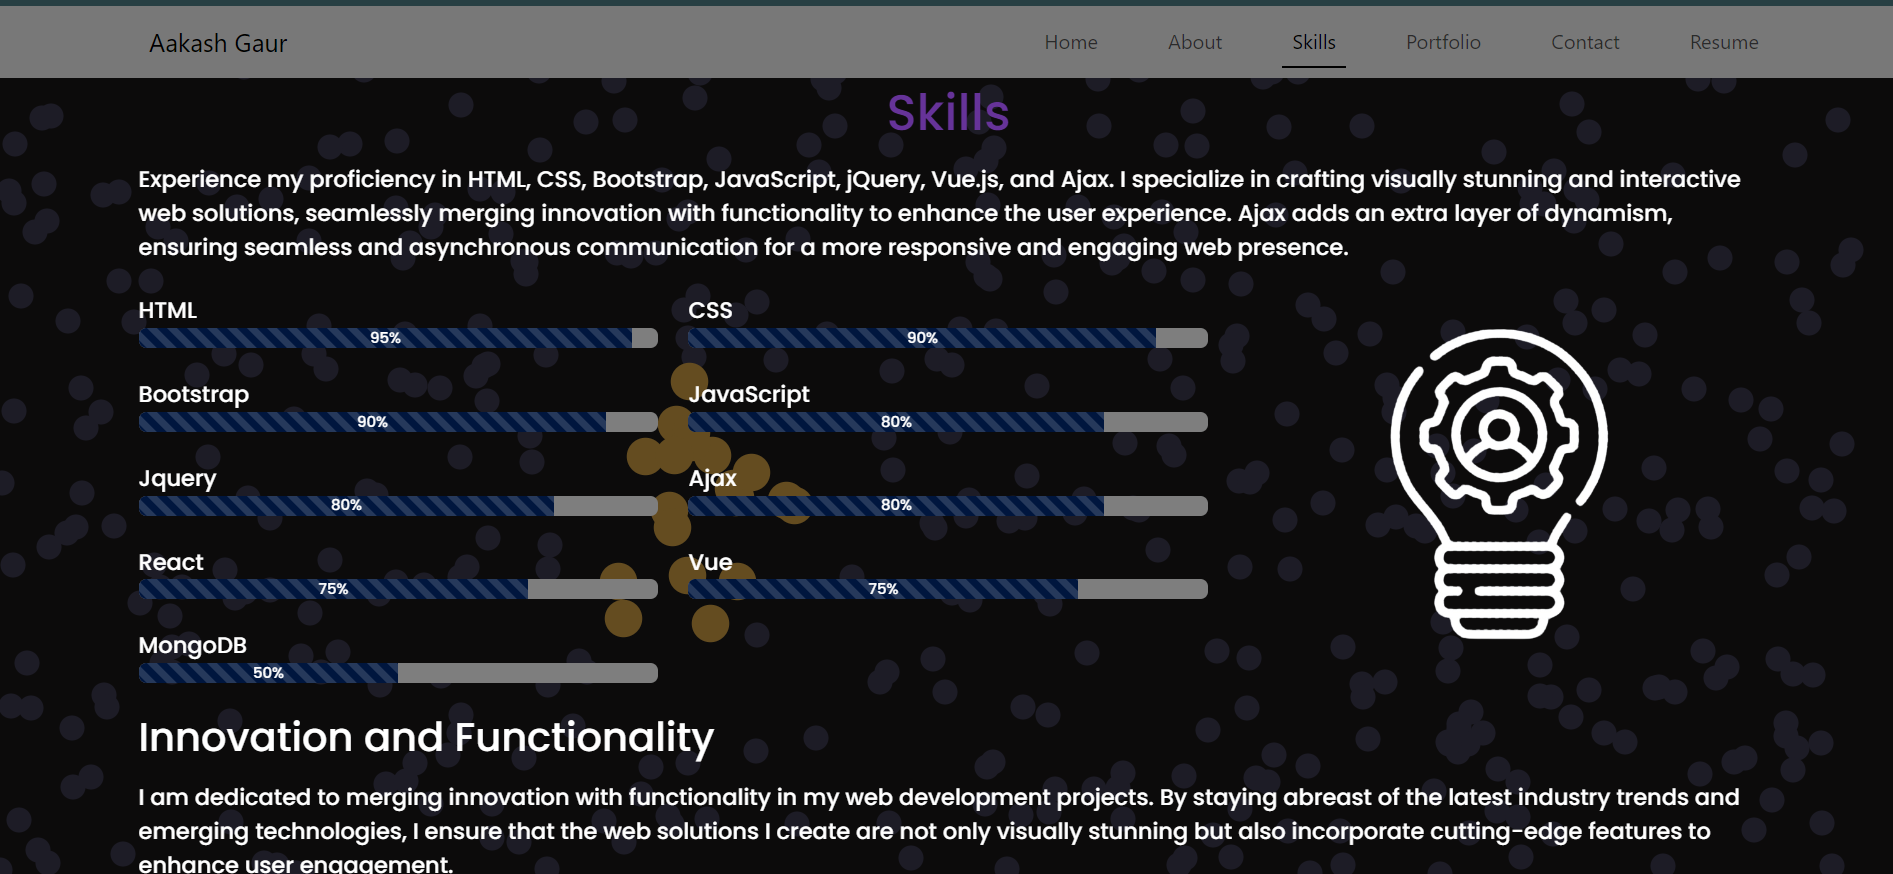 Aakash Gaur
Home
About
Skills
Portfolio
Contact
Resume
Skills
Experience my proficiency in HTML, CSS, Bootstrap, JavaScript, jQuery, Vue.js, and Ajax. I specialize in crafting visually stunning and interactive
web solutions, seamlessly merging innovation with functionality to enhance the user experience. Ajax adds an extra layer of dynamism,
ensuring seamless and asynchronous communication for a more responsive and engaging web presence.
HTML
95%
CSS
90%
Bootstrap
90%
JavaScript
80%
Jquery
80%
Ajax
80%
React
75%
Vue
75%
MongoDB
50%
Innovation and Functionality
I am dedicated to merging innovation with functionality in my web development projects. By staying abreast of the latest industry trends and
emerging technologies, I ensure that the web solutions I create are not only visually stunning but also incorporate cutting-edge features to
enhance user engagement.